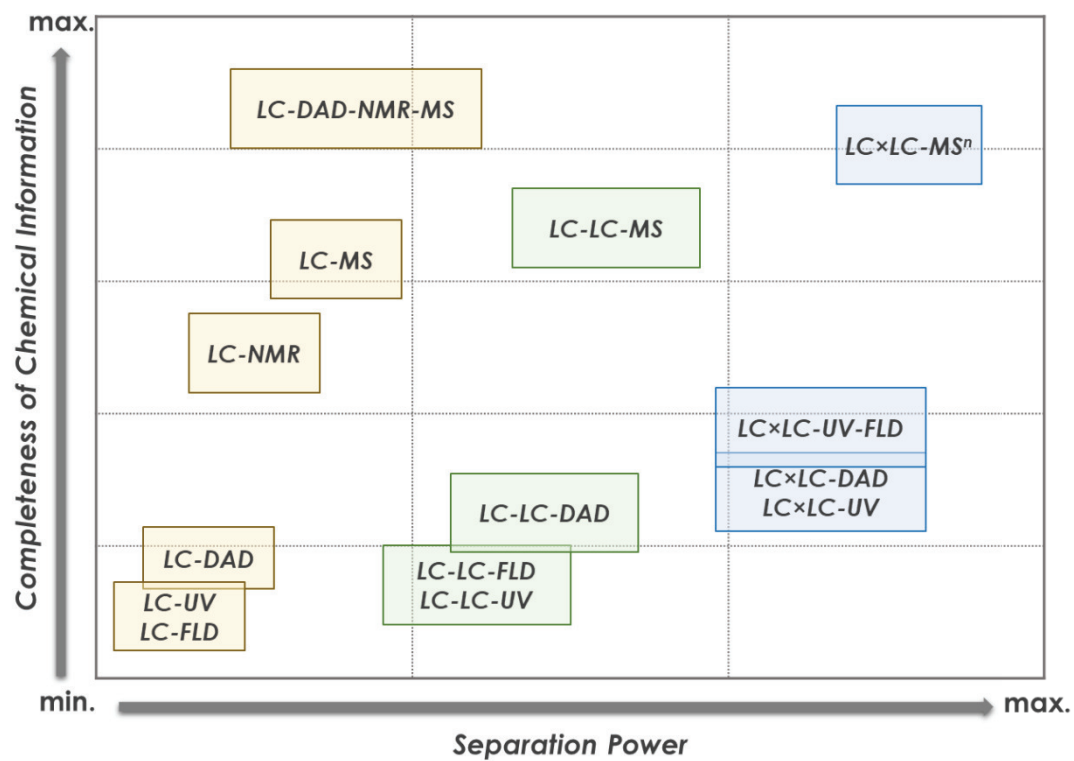 max.
Completeness of Chemical Information
LC-DAD-NMR-MS
LC×LC-MSⁿ
LC-LC-MS
LC-MS
LC-NMR
LC×LC-UV-FLD
LC×LC-DAD
LC×LC-UV
LC-LC-DAD
LC-DAD
LC-LC-FLD
LC-LC-UV
LC-UV
LC-FLD
min.
max.
Separation Power